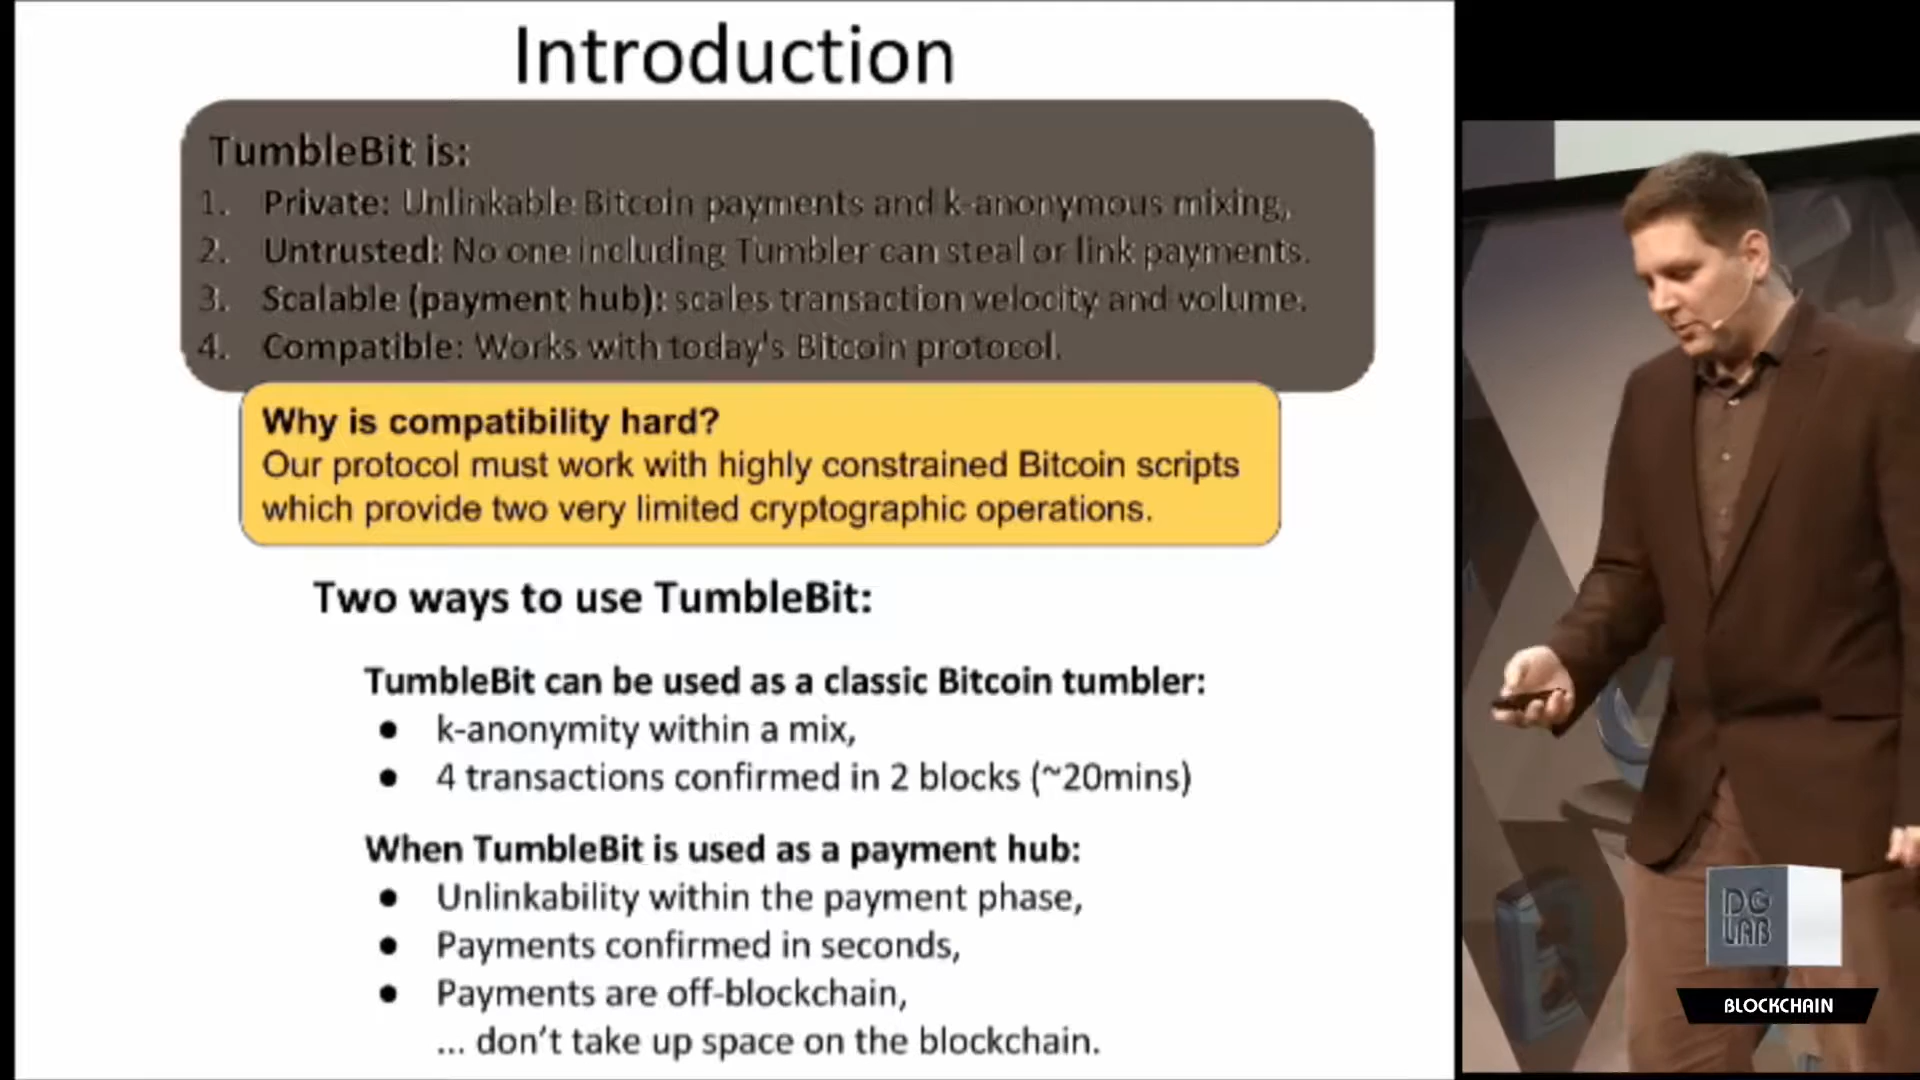 Introduction
TumbleBit is:
1. Private: Unlinkable Bitcoin payments and k-anonymous mixing,
2. Untrusted: No one including Tumbler can steal or link payments.
3. Scalable (payment hub): scales transaction velocity and volume.
4. Compatible: Works with today's Bitcoin protocol.
Why is compatibility hard?
Our protocol must work with highly constrained Bitcoin scripts
which provide two very limited cryptographic operations.
Two ways to use TumbleBit:
TumbleBit can be used as a classic Bitcoin tumbler:
● k-anonymity within a mix,
● 4 transactions confirmed in 2 blocks (~20mins)
When TumbleBit is used as a payment hub:
● Unlinkability within the payment phase,
● Payments confirmed in seconds,
● Payments are off-blockchain,
... don't take up space on the blockchain.
DG
LAB
BLOCKCHAIN